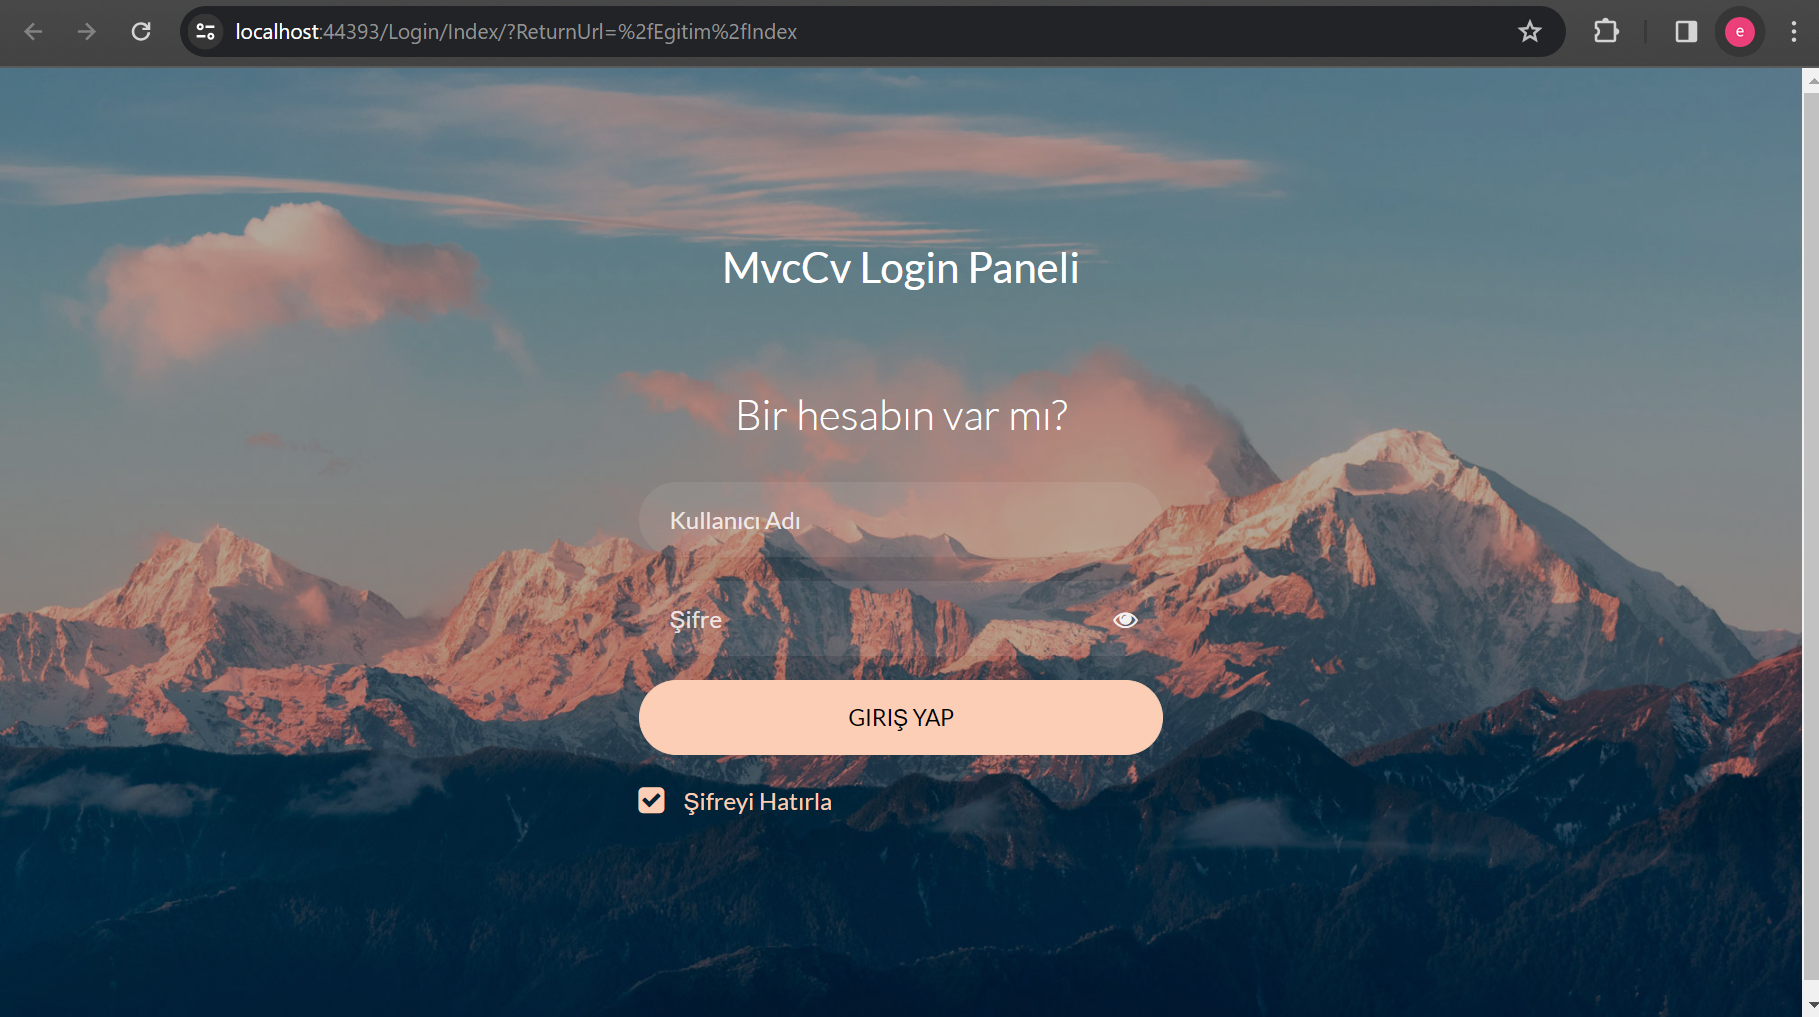 localhost:44393/Login/Index/?ReturnUrl=%2fEgitim%2fIndex
e
MvcCv Login Paneli
Bir hesabın var mı?
Kullanıcı Adı
Şifre
GIRIŞ YAP
Şifreyi Hatırla